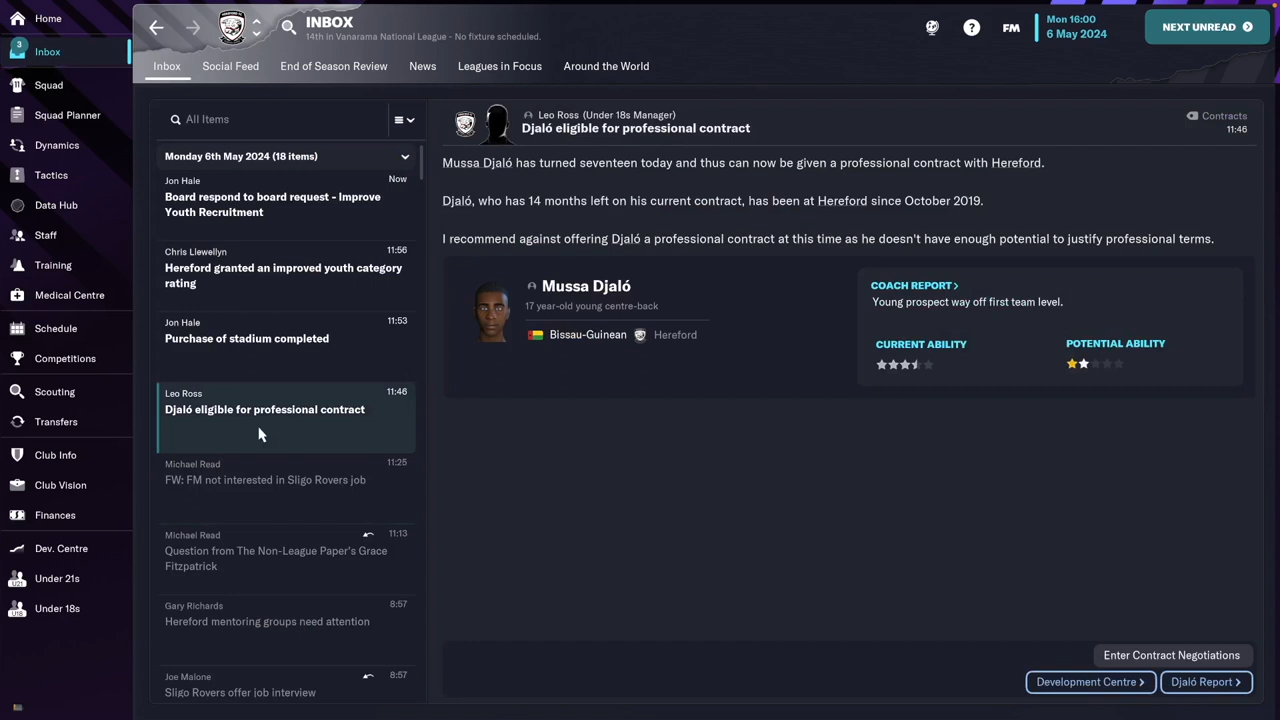 Home
3
Inbox
Squad
Squad Planner
Dynamics
Tactics
Data Hub
Staff
Training
Medical Centre
Schedule
Competitions
Scouting
Transfers
Club Info
Club Vision
Finances
Dev. Centre
U21
Under 21s
U18
Under 18s
INBOX
14th in Vanarama National League - No fixture scheduled.
?
FM
Mon 16:00
6 May 2024
NEXT UNREAD
Inbox
Social Feed
End of Season Review
News
Leagues in Focus
Around the World
All Items
Monday 6th May 2024 (18 items)
Jon Hale
Now
Board respond to board request - Improve
Youth Recruitment
Chris Llewellyn
11:56
Hereford granted an improved youth category
rating
Jon Hale
11:53
Purchase of stadium completed
Leo Ross
11:46
Djaló eligible for professional contract
Michael Read
11:25
FW: FM not interested in Sligo Rovers job
Michael Read
11:13
Question from The Non-League Paper's Grace
Fitzpatrick
Gary Richards
8:57
Hereford mentoring groups need attention
Joe Malone
8:57
Sligo Rovers offer job interview
Leo Ross (Under 18s Manager)
Djaló eligible for professional contract
Contracts
11:46
Mussa Djaló has turned seventeen today and thus can now be given a professional contract with Hereford.
Djaló, who has 14 months left on his current contract, has been at Hereford since October 2019.
I recommend against offering Djaló a professional contract at this time as he doesn't have enough potential to justify professional terms.
Mussa Djaló
17 year-old young centre-back
Bissau-Guinean
Hereford
COACH REPORT >
Young prospect way off first team level.
CURRENT ABILITY
POTENTIAL ABILITY
Enter Contract Negotiations
Development Centre >
Djaló Report >